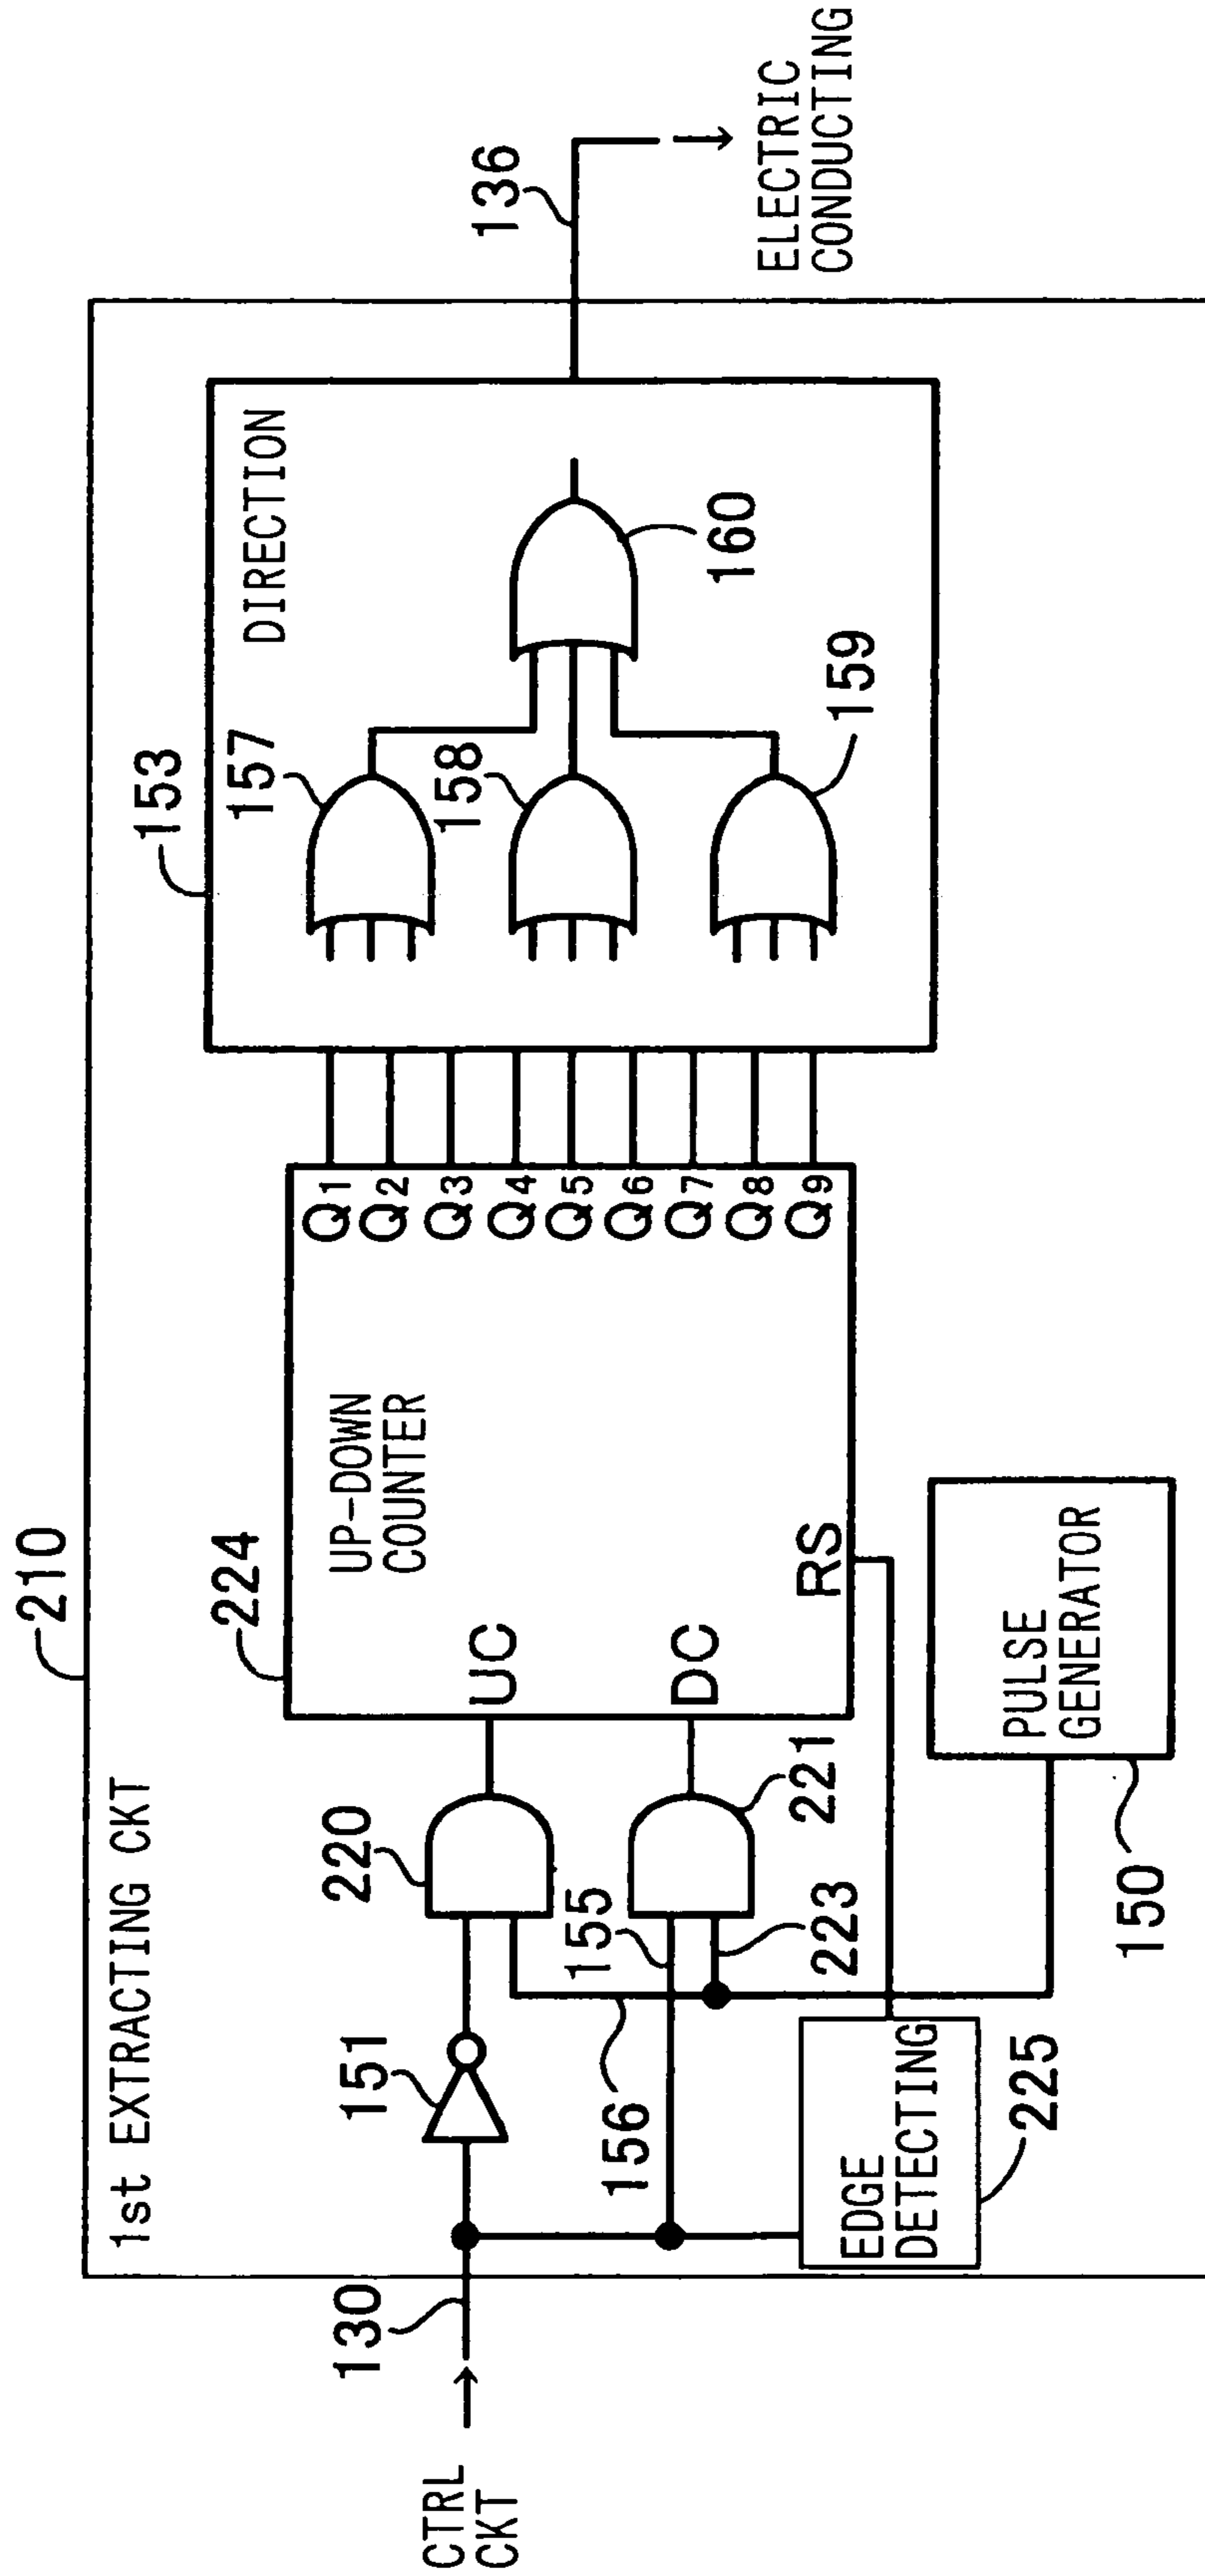 210
1st EXTRACTING CKT
153
DIRECTION
157
158
159
160
136
ELECTRIC
CONDUCTING
224
UP-DOWN
COUNTER
UC
DC
RS
Q1
Q2
Q3
Q4
Q5
Q6
Q7
Q8
Q9
220
221
151
155
156
223
130
CTRL
CKT
EDGE
DETECTING
225
PULSE
GENERATOR
150